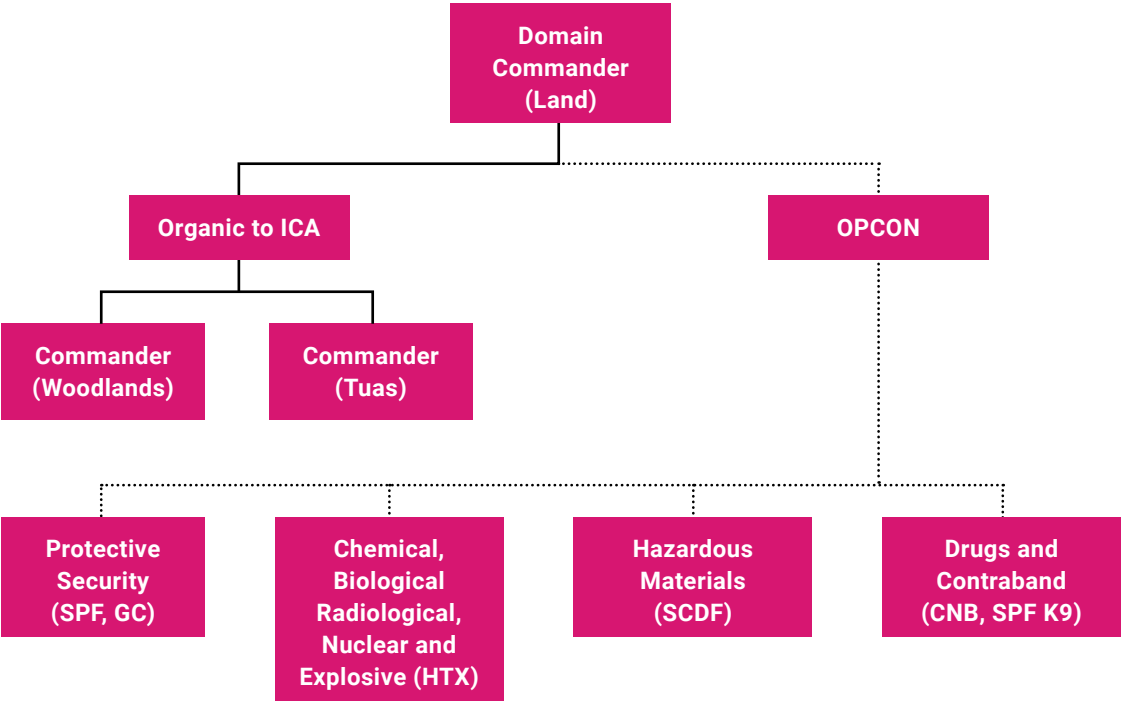 Domain
Commander
(Land)
Organic to ICA
OPCON
Commander
(Woodlands)
Commander
(Tuas)
Protective
Security
(SPF, GC)
Chemical,
Biological
Radiological,
Nuclear and
Explosive (HTX)
Hazardous
Materials
(SCDF)
Drugs and
Contraband
(CNB, SPF K9)